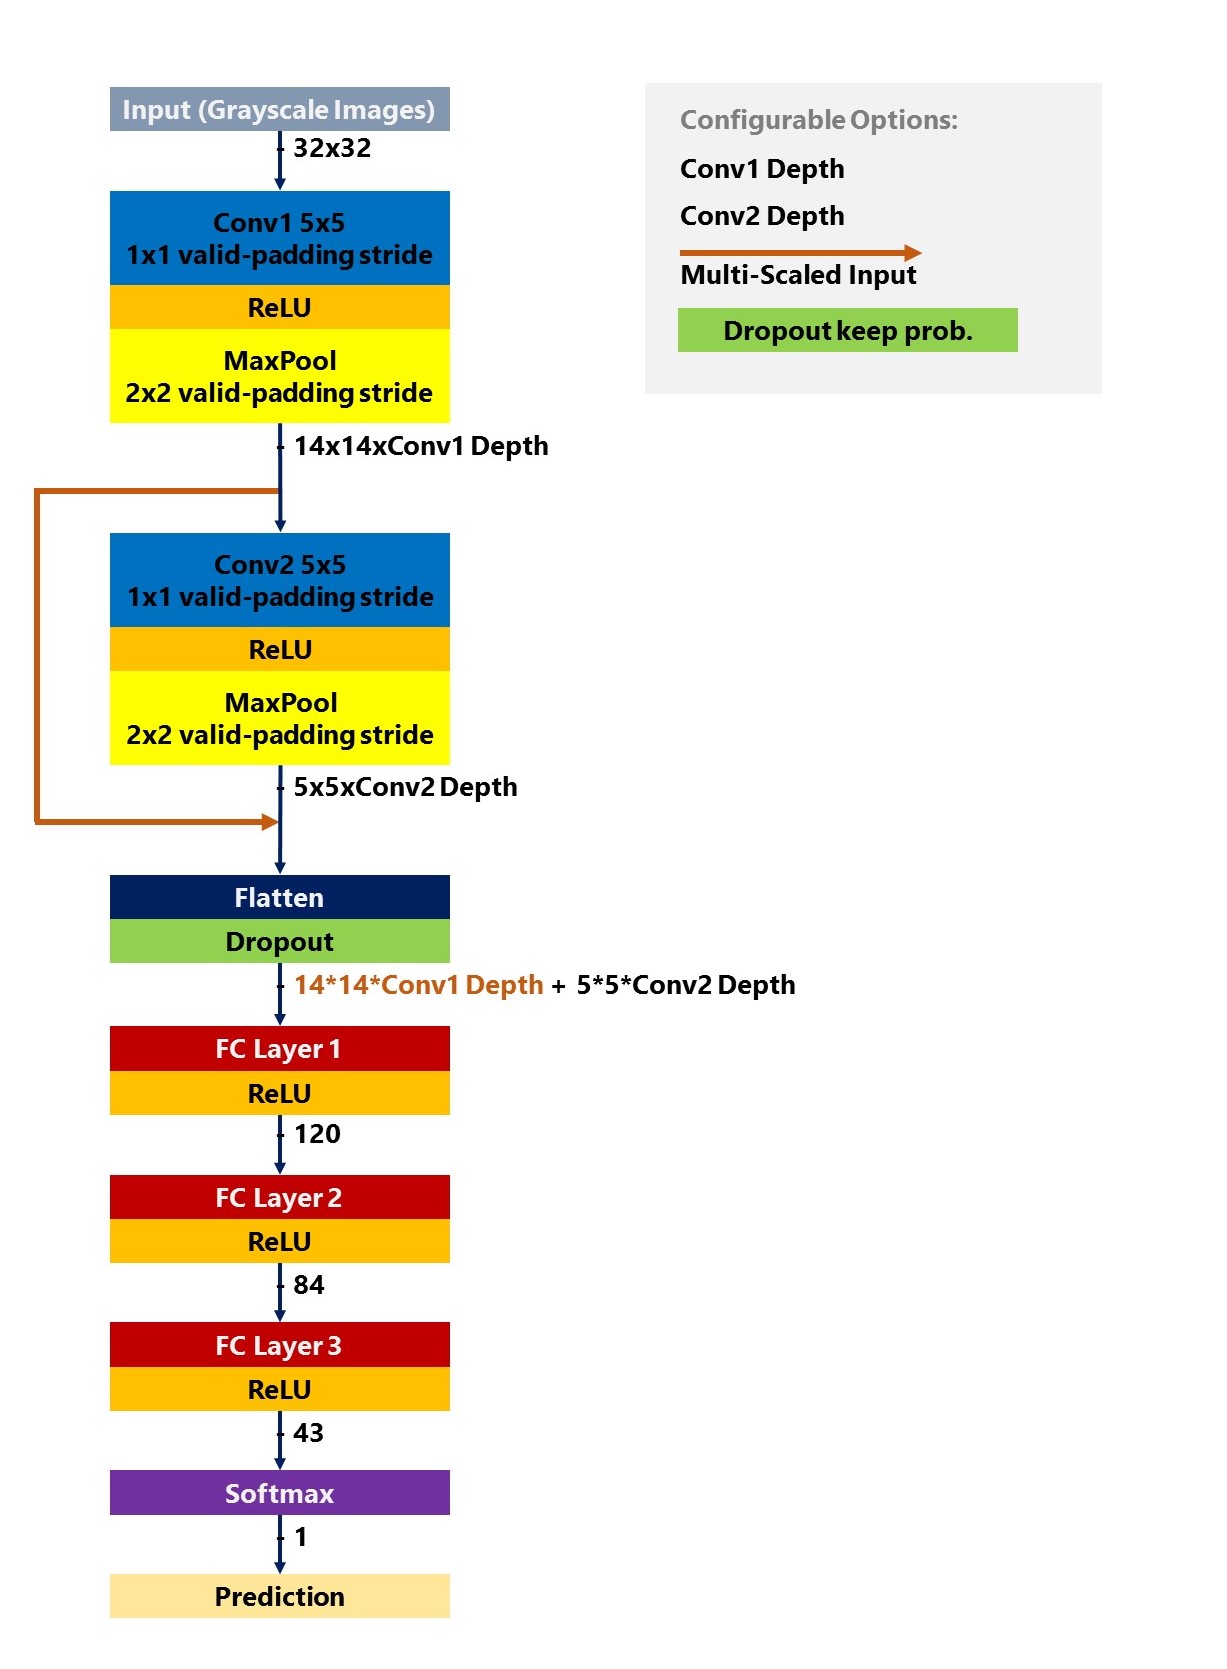 Input (Grayscale Images)
32x32
Conv1 5x5
1x1 valid-padding stride
ReLU
MaxPool
2x2 valid-padding stride
14x14xConv1 Depth
Conv2 5x5
1x1 valid-padding stride
ReLU
MaxPool
2x2 valid-padding stride
5x5xConv2 Depth
Flatten
Dropout
14*14*Conv1 Depth + 5*5*Conv2 Depth
FC Layer 1
ReLU
120
FC Layer 2
ReLU
84
FC Layer 3
ReLU
43
Softmax
1
Prediction
Configurable Options:
Conv1 Depth
Conv2 Depth
Multi-Scaled Input
Dropout keep prob.